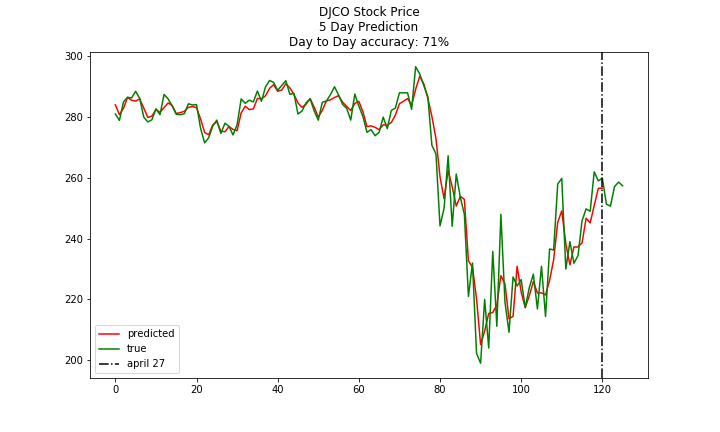 DJCO Stock Price
5 Day Prediction
Day to Day accuracy: 71%
300
280
260
240
220
200
predicted
true
april 27
0 20 40 60 80 100 120